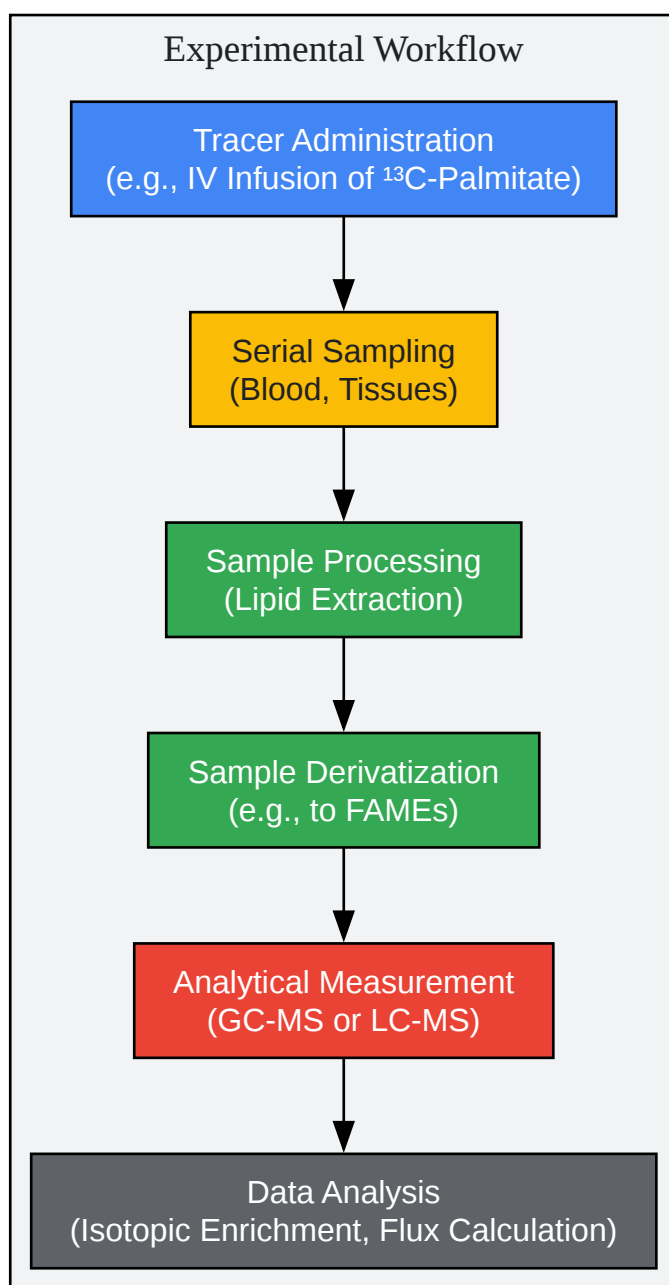 Experimental Workflow
Tracer Administration
(e.g., IV Infusion of ¹³C-Palmitate)
Serial Sampling
(Blood, Tissues)
Sample Processing
(Lipid Extraction)
Sample Derivatization
(e.g., to FAMEs)
Analytical Measurement
(GC-MS or LC-MS)
Data Analysis
(Isotopic Enrichment, Flux Calculation)